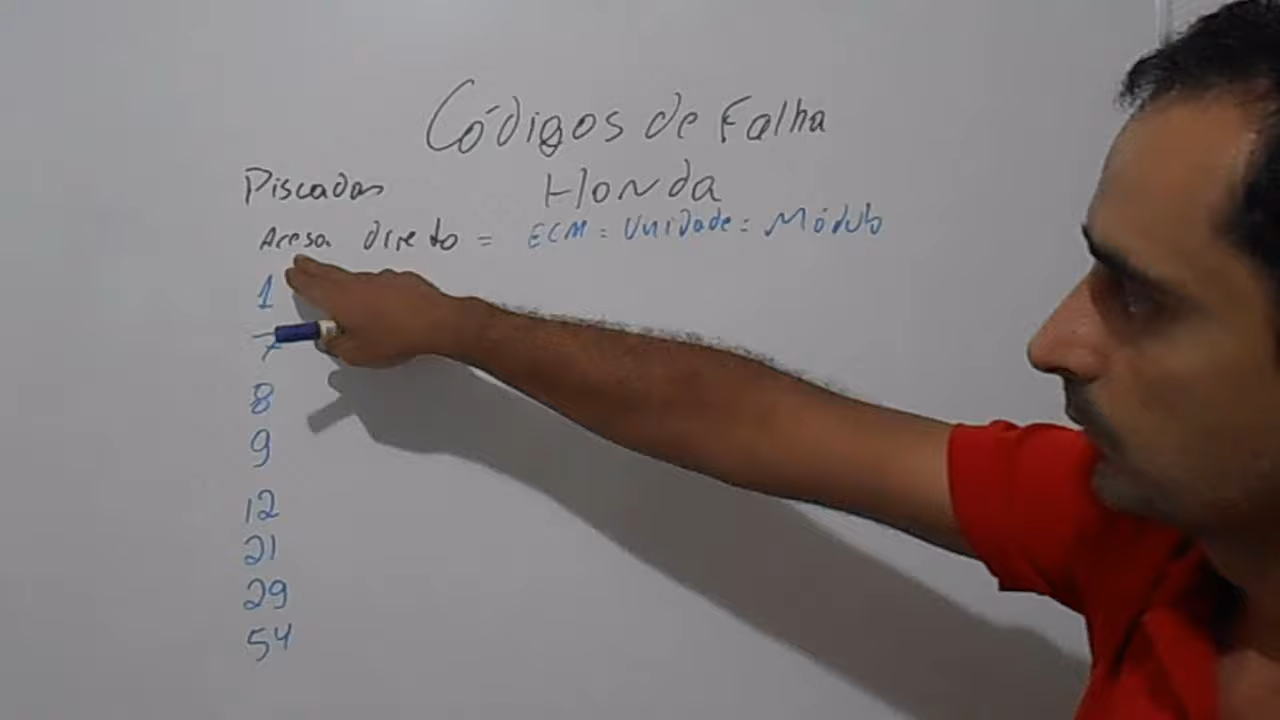 Códigos de Falha
Honda
Piscadas
Acesa direto = ECM = Unidade = Módulo
1
7
8
9
12
21
29
54